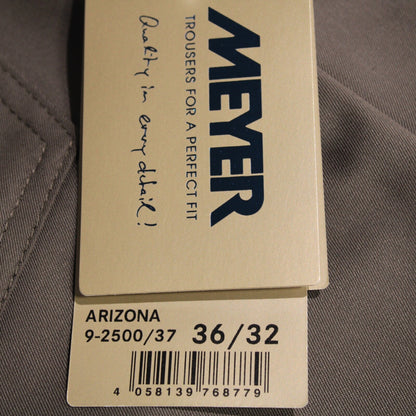 MEYER
TROUSERS FOR A PERFECT FIT
Quality in every detail!
ARIZONA
9-2500/37 36/32
4 058139 768779